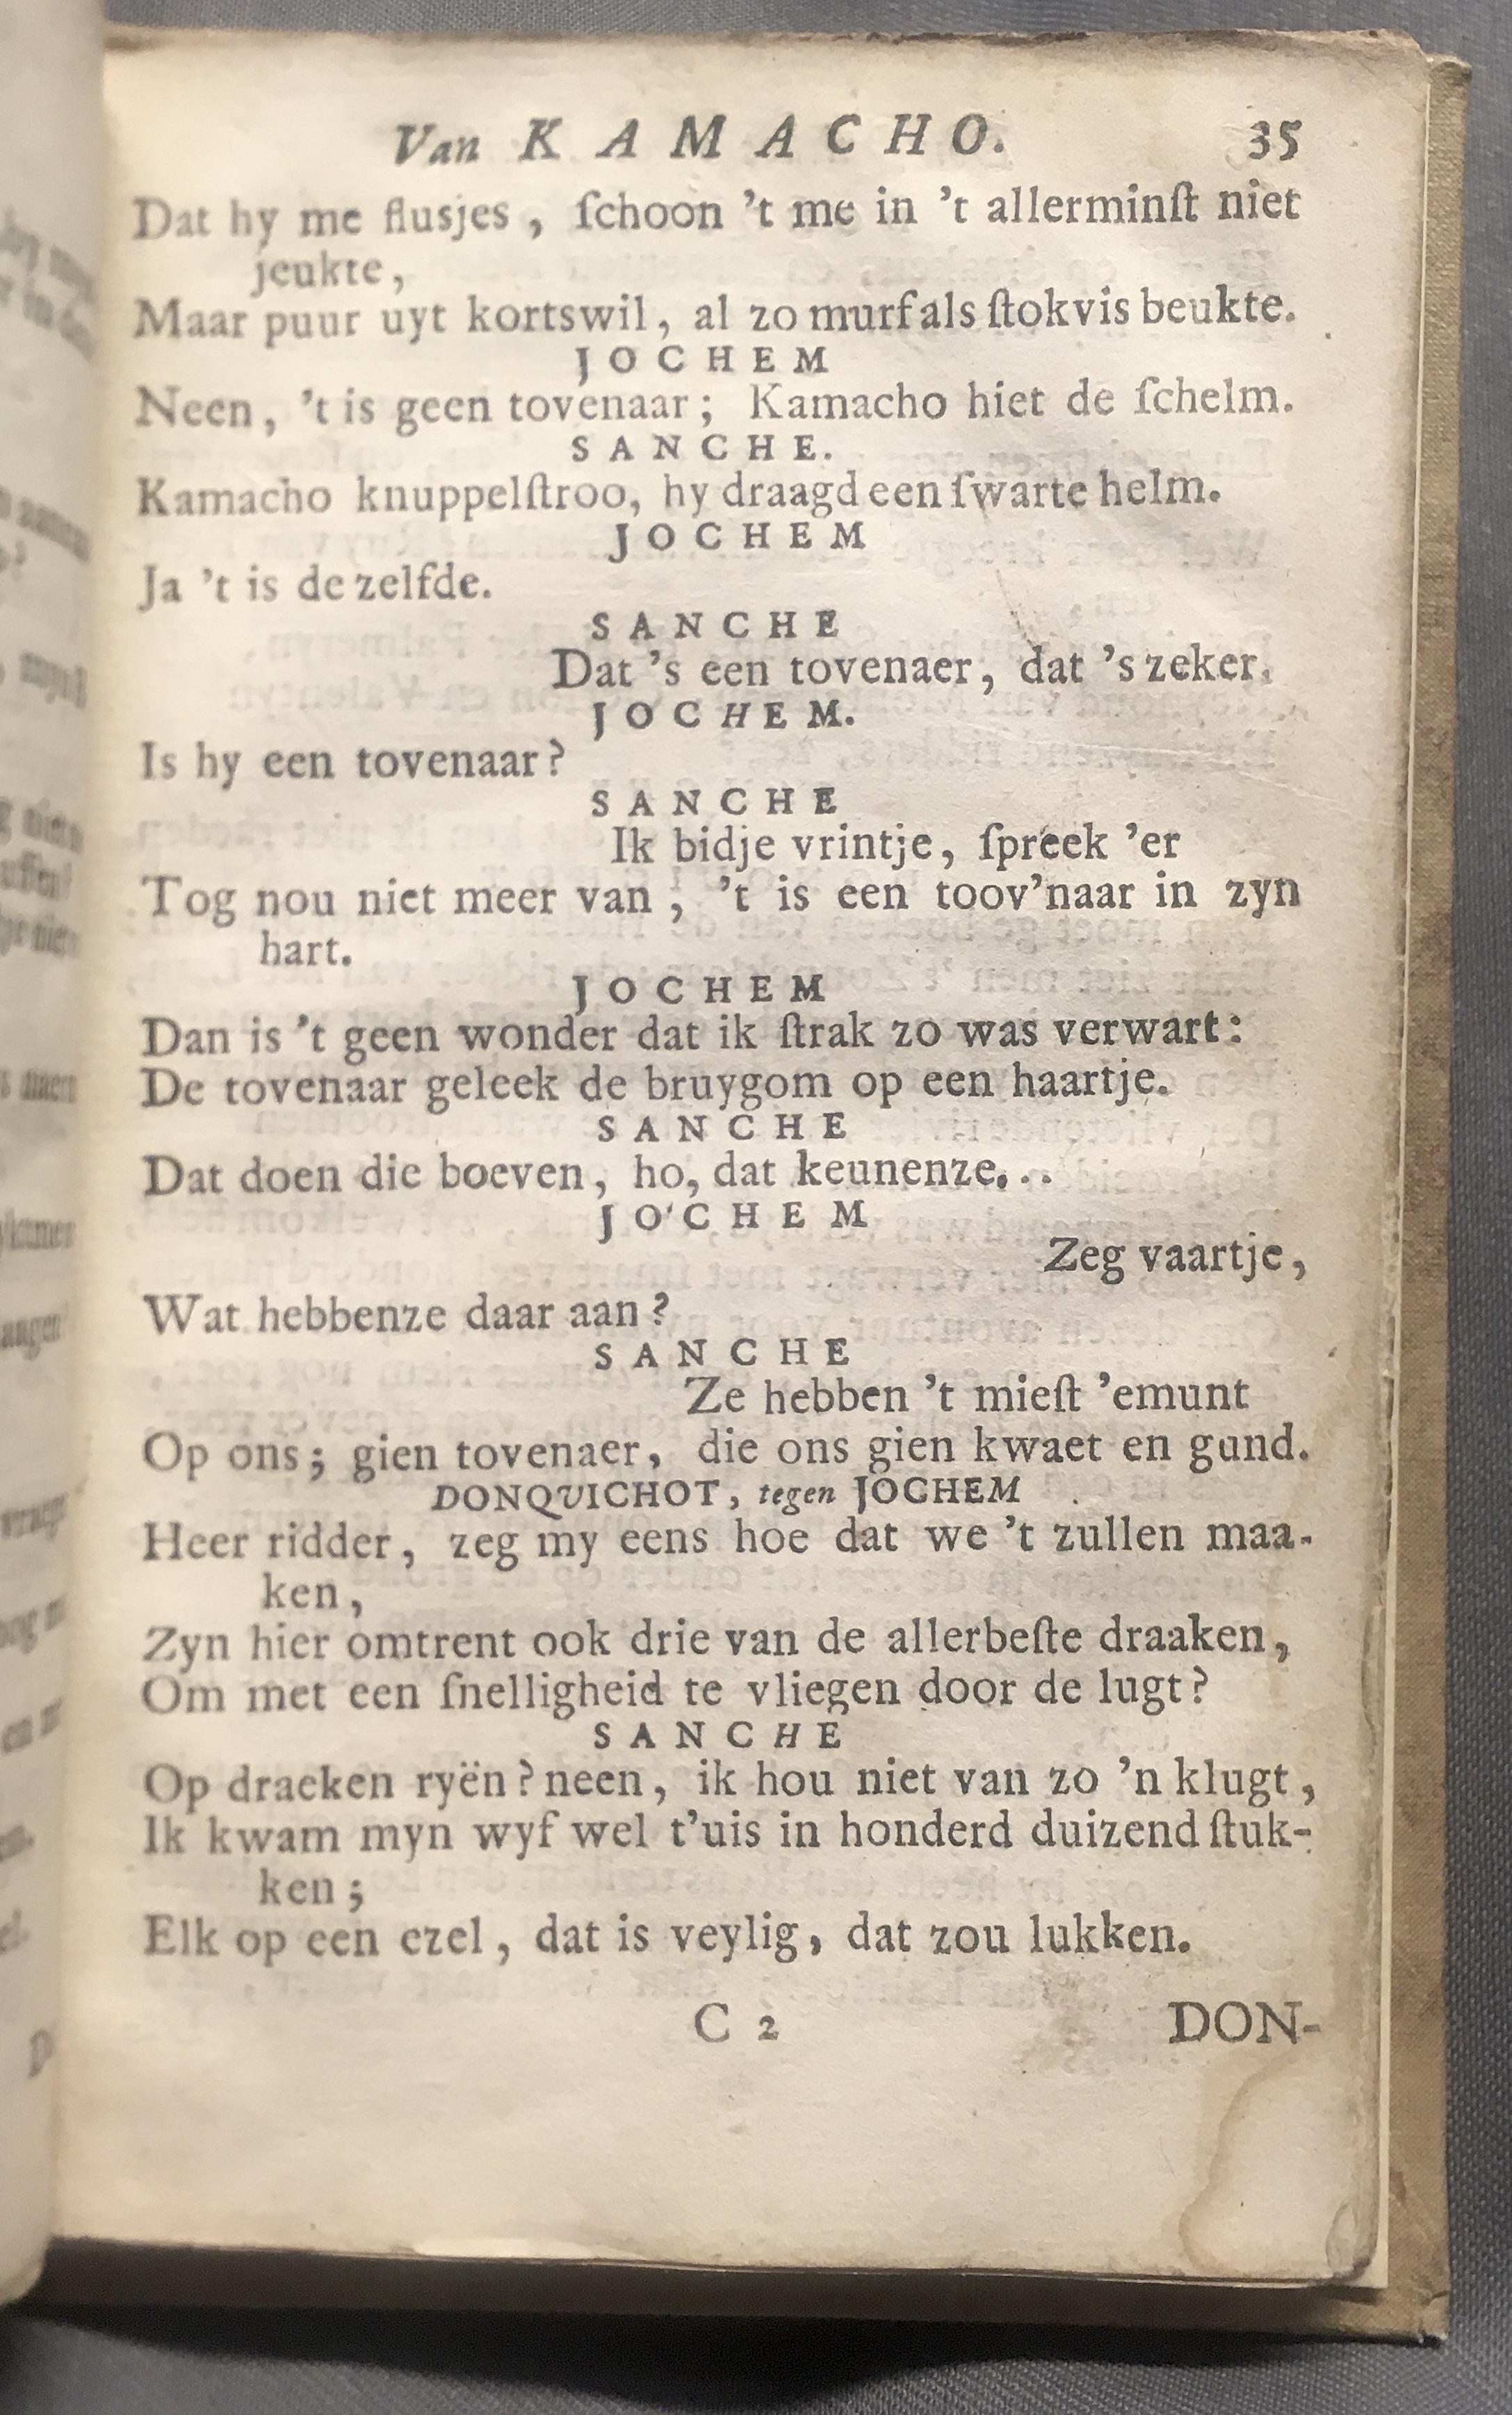 Van KAMACHO. 35
Dat hy me fluſjes, ſchoon 't me in 't allerminſt niet
jeukte,
Maar puur uyt kortswil, al zo murf als ſtokvis beukte.
JOCHEM
Neen, 't is geen tovenaar; Kamacho hiet de ſchelm.
SANCHE.
Kamacho knuppelſtroo, hy draagd een ſwarte helm.
JOCHEM
Ja 't is de zelfde.
SANCHE
Dat 's een tovenaer, dat 's zeker.
JOCHEM.
Is hy een tovenaar?
SANCHE
Ik bidje vrintje, ſpreek 'er
Tog nou niet meer van, 't is een toov'naar in zyn
hart.
JOCHEM
Dan is 't geen wonder dat ik ſtrak zo was verwart:
De tovenaar geleek de bruygom op een haartje.
SANCHE
Dat doen die boeven, ho, dat keunenze...
JOCHEM
Zeg vaartje,
Wat hebbenze daar aan?
SANCHE
Ze hebben 't mieſt 'emunt
Op ons; gien tovenaer, die ons gien kwaet en gund.
DONQUICHOT, tegen JOCHEM
Heer ridder, zeg my eens hoe dat we 't zullen maa-
ken,
Zyn hier omtrent ook drie van de allerbeſte draaken,
Om met een ſnelligheid te vliegen door de lugt?
SANCHE
Op draeken ryën? neen, ik hou niet van zo 'n klugt,
Ik kwam myn wyf wel t'uis in honderd duizend ſtuk-
ken;
Elk op een ezel, dat is veylig, dat zou lukken.
C 2 DON-